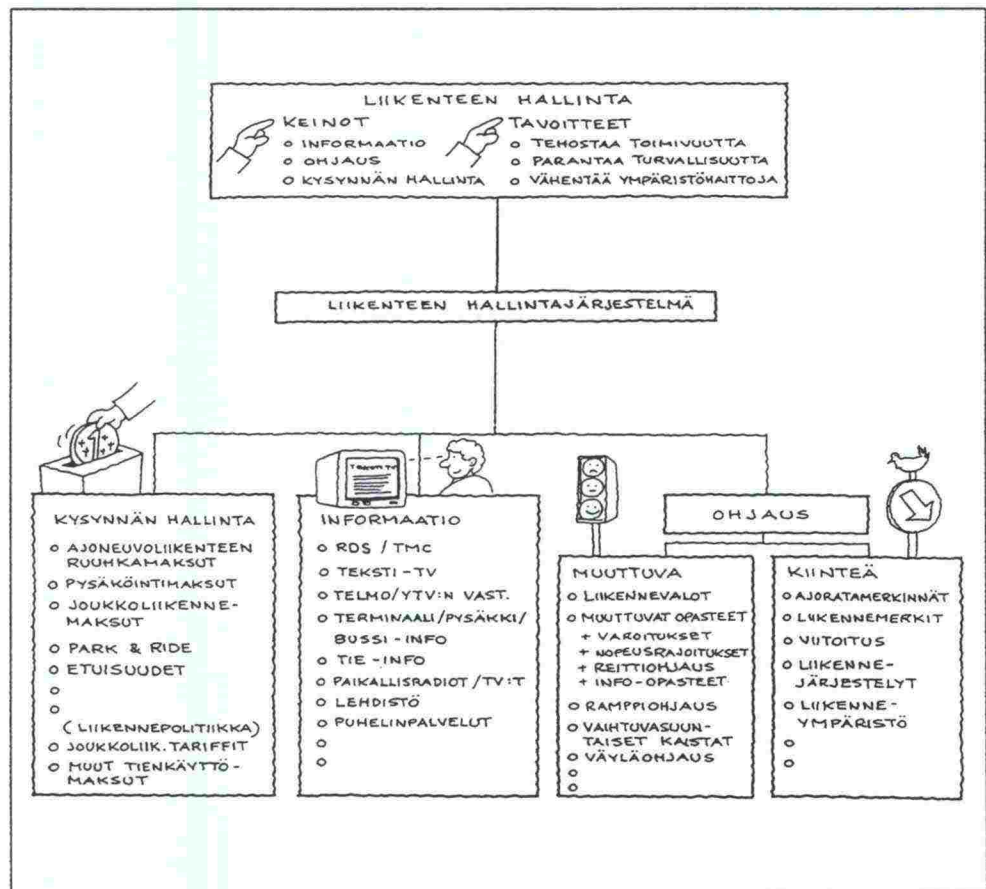 LIIKENTEEN HALLINTA
KEINOT
o INFORMAATIO
o OHJAUS
o KYSYNNÄN HALLINTA
TAVOITTEET
o TEHOSTAA TOIMIVUUTTA
o PARANTAA TURVALLISUUTTA
o VÄHENTÄÄ YMPÄRISTÖHAITTOJA
LIIKENTEEN HALLINTAJÄRJESTELMÄ
1
KYSYNNÄN HALLINTA
o AJONEUVOLIIKENTEEN
RUUHKAMAKSUT
o PYSÄKÖINTIMAKSUT
o JOUKKOLIIKENNE-
MAKSUT
o PARK & RIDE
o ETUISUUDET
o
o
(LIIKENNEPOLITIIKKA)
o JOUKKOLIIK. TARIFFIT
o MUUT TIENKÄYTTÖ-
MAKSUT
TEKSTI TV
INFORMAATIO
o RDS / TMC
o TEKSTI-TV
o TELMO/YTV:N VAST.
o TERMINAALI/PYSÄKKI/
BUSSI-INFO
o TIE-INFO
o PAIKALLISRADIOT/TV:T
o LEHDISTÖ
o PUHELINPALVELUT
o
o
OHJAUS
MUUTTUVA
o LIIKENNEVALOT
o MUUTTUVAT OPASTEET
+ VAROITUKSET
+ NOPEUSRAJOITUKSET
+ REITTIOHJAUS
+ INFO-OPASTEET
o RAMPPIOHJAUS
o VAIHTUVASUUN-
TAISET KAISTAT
o VÄYLÄOHJAUS
o
o
KIINTEÄ
o AJORATAMERKINNÄT
o LIIKENNEMERKIT
o VIITOITUS
o LIIKENNE-
JÄRJESTELYT
o LIIKENNE-
YMPÄRISTÖ
o
o